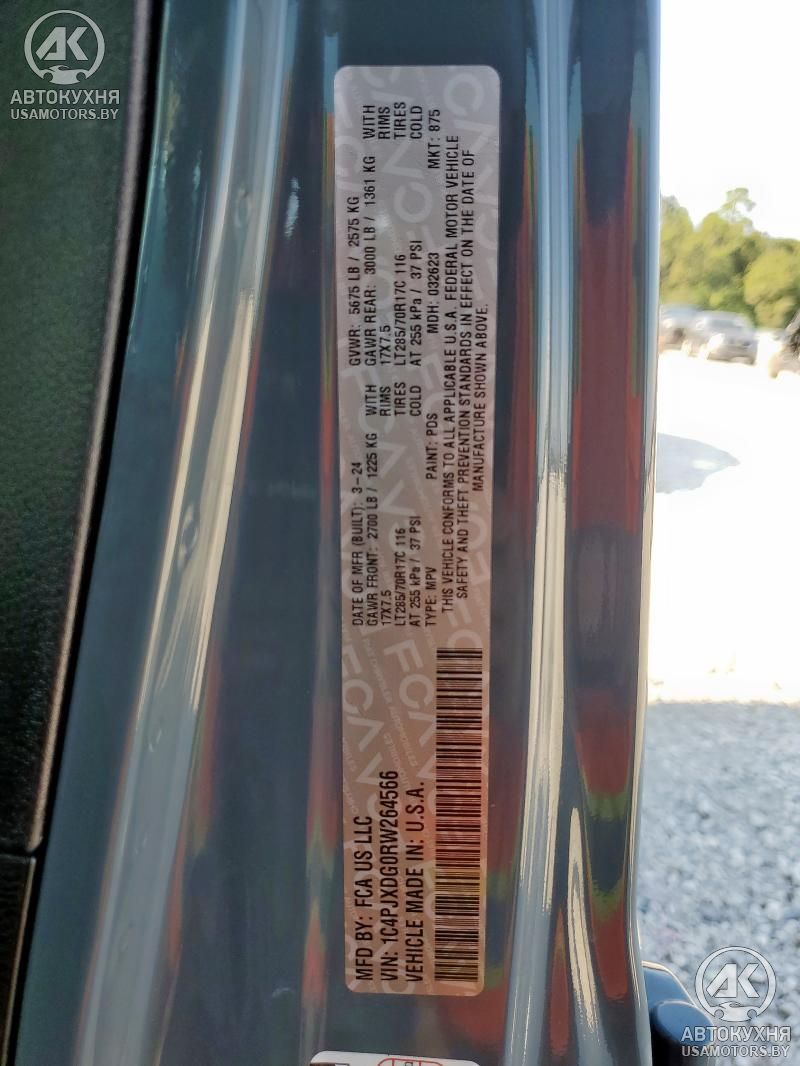 АВТОКУХНЯ
USAMOTORS.BY
MFD BY: FCA US LLC
VIN: 1C4PJXDG0RW264566
VEHICLE MADE IN: U.S.A.
DATE OF MFR (BUILT): 3-24
GVWR: 5675 LB / 2575 KG
GAWR FRONT: 2700 LB / 1225 KG WITH
GAWR REAR: 3000 LB / 1361 KG WITH
17X7.5 RIMS
17X7.5 RIMS
LT285/70R17C 116 TIRES
LT285/70R17C 116 TIRES
AT 255 kPa / 37 PSI COLD
AT 255 kPa / 37 PSI COLD
TYPE: MPV PAINT: PDS MDH: 032623 MKT: 875
THIS VEHICLE CONFORMS TO ALL APPLICABLE U.S.A. FEDERAL MOTOR VEHICLE
SAFETY AND THEFT PREVENTION STANDARDS IN EFFECT ON THE DATE OF
MANUFACTURE SHOWN ABOVE.
АВТОКУХНЯ
USAMOTORS.BY